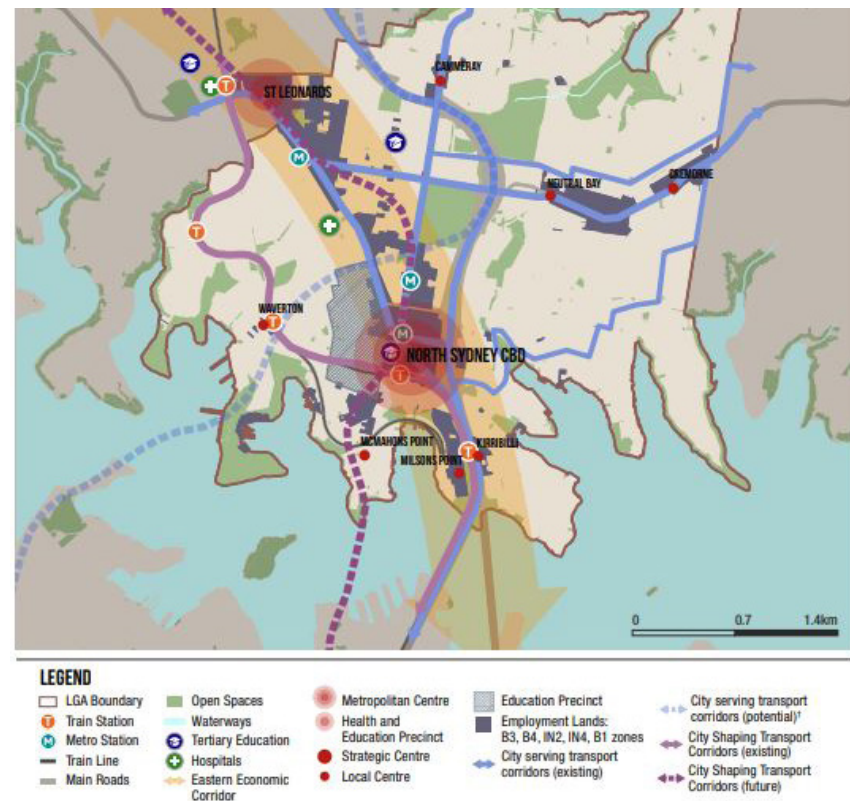 CAMMERAY
ST LEONARDS
T
M
NEUTRAL BAY
CREMORNE
T
M
WAVERTON
T
M
NORTH SYDNEY CBD
T
MCMAHONS POINT
T
KIRRIBILLI
MILSONS POINT
0 0.7 1.4km
LEGEND
LGA Boundary
T Train Station
M Metro Station
Train Line
Main Roads
Open Spaces
Waterways
Tertiary Education
Hospitals
Eastern Economic
Corridor
Metropolitan Centre
Health and
Education Precinct
Strategic Centre
Local Centre
Education Precinct
Employment Lands:
B3, B4, IN2, IN4, B1 zones
City serving transport
corridors (existing)
City serving transport
corridors (potential)†
City Shaping Transport
Corridors (existing)
City Shaping Transport
Corridors (future)